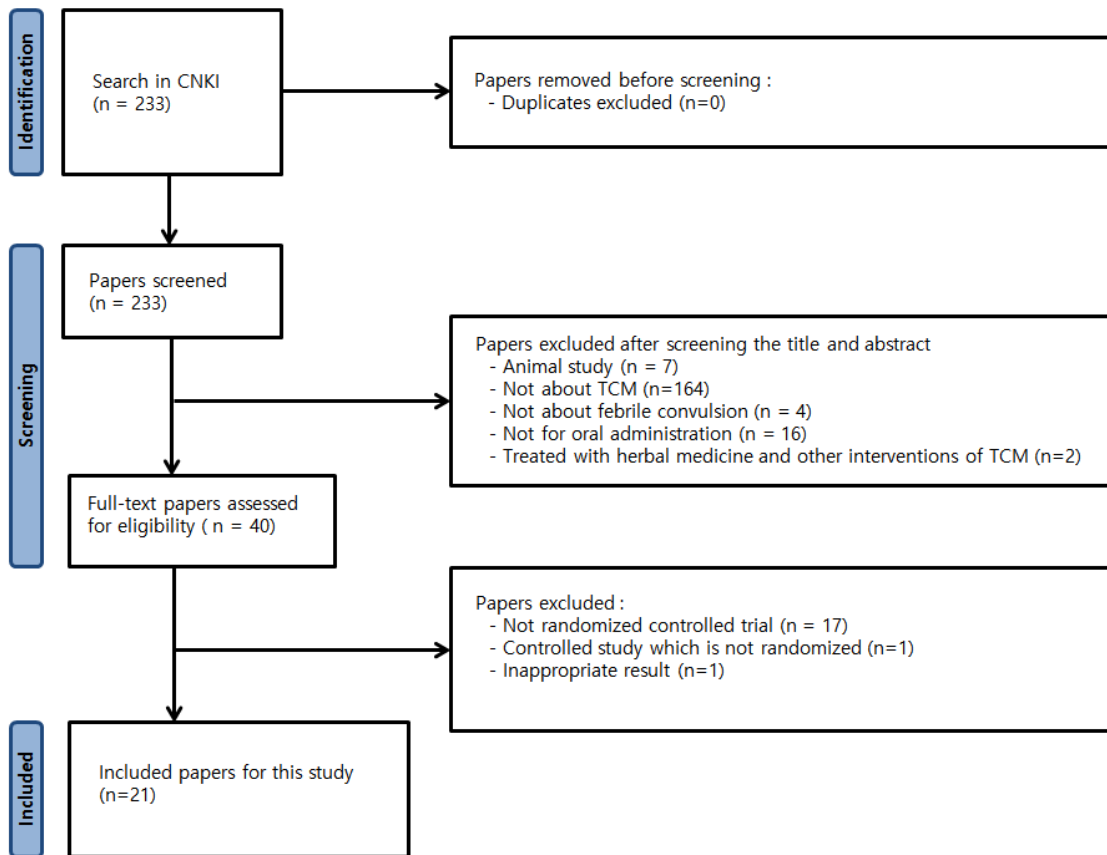 Identification
Search in CNKI
(n = 233)
Papers removed before screening :
- Duplicates excluded (n=0)
Screening
Papers screened
(n = 233)
Papers excluded after screening the title and abstract
- Animal study (n = 7)
- Not about TCM (n=164)
- Not about febrile convulsion (n = 4)
- Not for oral administration (n = 16)
- Treated with herbal medicine and other interventions of TCM (n=2)
Full-text papers assessed
for eligibility ( n = 40)
Papers excluded :
- Not randomized controlled trial (n = 17)
- Controlled study which is not randomized (n=1)
- Inappropriate result (n=1)
Included
Included papers for this study
(n=21)